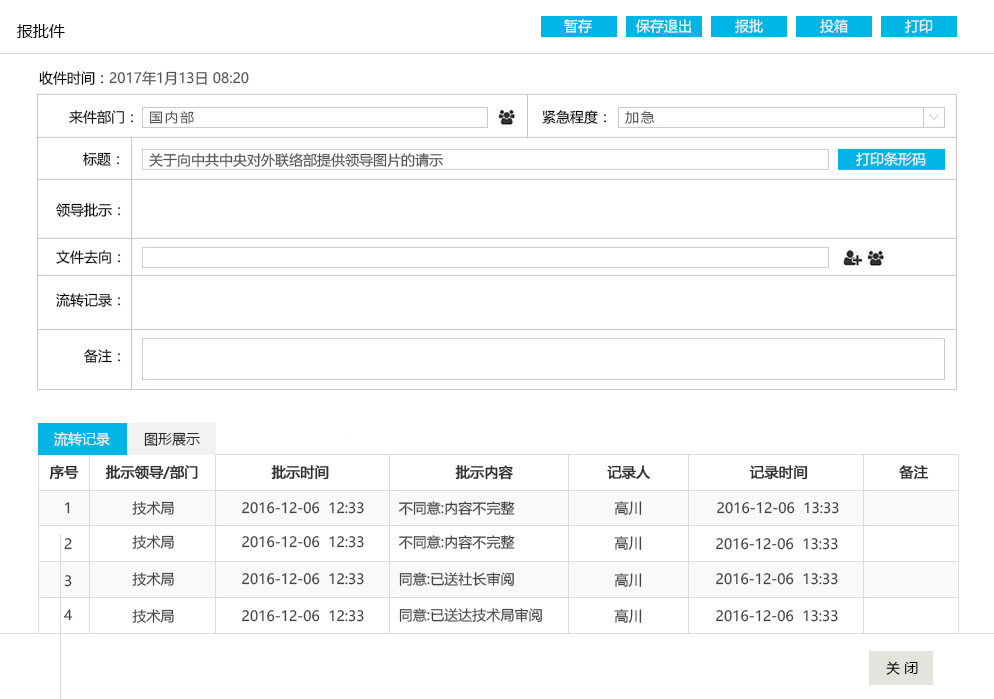 报批件 暂存 保存退出 报批 投箱 打印
收件时间：2017年1月13日 08:20
来件部门： 国内部 紧急程度： 加急
标题： 关于向中共中央对外联络部提供领导图片的请示 打印条形码
领导批示：
文件去向：
流转记录：
备注：
流转记录 图形展示
序号 批示领导/部门 批示时间 批示内容 记录人 记录时间 备注
1 技术局 2016-12-06 12:33 不同意:内容不完整 高川 2016-12-06 13:33
2 技术局 2016-12-06 12:33 不同意:内容不完整 高川 2016-12-06 13:33
3 技术局 2016-12-06 12:33 同意:已送社长审阅 高川 2016-12-06 13:33
4 技术局 2016-12-06 12:33 同意:已送达技术局审阅 高川 2016-12-06 13:33
关 闭